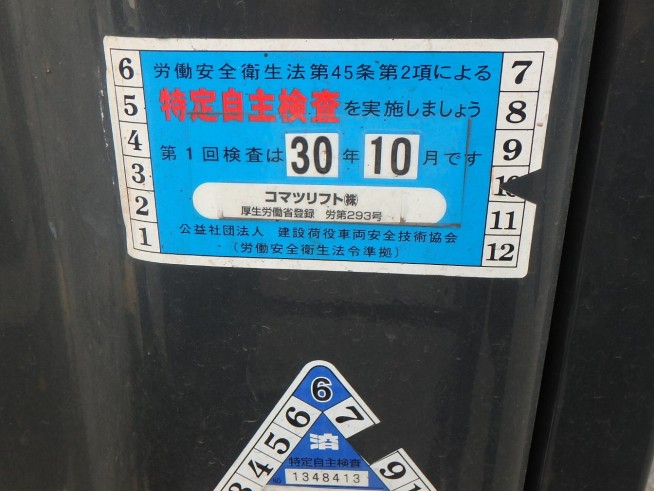 労働安全衛生法第45条第2項による
特定自主検査を実施しましょう
第1回検査は30年10月です
コマツリフト㈱
厚生労働省登録 労第293号
公益社団法人 建設荷役車両安全技術協会
(労働安全衛生法令準拠)
6
5
4
3
2
1
7
8
9
10
11
12
6
6
7
5
4
3
9
済
特定自主検査
NO 1348413